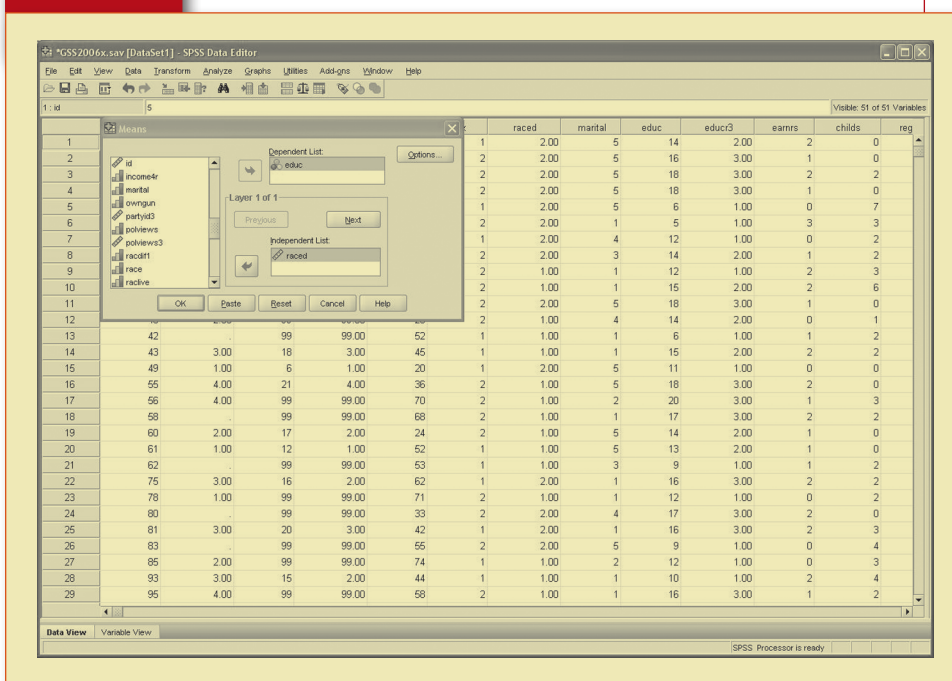 *GSS2006x.sav [DataSet1] - SPSS Data Editor
File Edit View Data Transform Analyze Graphs Utilities Add-ons Window Help
1 : id 5 Visible: 51 of 51 Variables
raced marital educ educr3 earnrs childs reg
Means
Dependent List:
educ
Options...
id
income4r
marital
owngun
partyid3
polviews
polviews3
racdif1
race
raclive
Layer 1 of 1
Previous Next
Independent List:
raced
OK Paste Reset Cancel Help
1 1 2.00 5 14 2.00 2 0
2 2 2.00 5 16 3.00 1 0
3 2 2.00 5 18 3.00 2 2
4 2 2.00 5 18 3.00 1 0
5 1 2.00 5 6 1.00 0 7
6 2 2.00 1 5 1.00 3 3
7 1 2.00 4 12 1.00 0 2
8 2 2.00 3 14 2.00 1 2
9 2 1.00 1 12 1.00 2 3
10 2 1.00 1 15 2.00 2 6
11 2 2.00 5 18 3.00 1 0
12 2 1.00 4 14 2.00 0 1
13 42 . 99 99.00 52 1 1.00 1 6 1.00 1 2
14 43 3.00 18 3.00 45 1 1.00 1 15 2.00 2 2
15 49 1.00 6 1.00 20 1 2.00 5 11 1.00 0 0
16 55 4.00 21 4.00 36 2 1.00 5 18 3.00 2 0
17 56 4.00 99 99.00 70 2 1.00 2 20 3.00 1 3
18 58 . 99 99.00 68 2 1.00 1 17 3.00 2 2
19 60 2.00 17 2.00 24 2 1.00 5 14 2.00 1 0
20 61 1.00 12 1.00 52 1 1.00 5 13 2.00 1 0
21 62 . 99 99.00 53 1 1.00 3 9 1.00 1 2
22 75 3.00 16 2.00 62 1 2.00 1 16 3.00 2 2
23 78 1.00 99 99.00 71 2 1.00 1 12 1.00 0 2
24 80 . 99 99.00 33 2 2.00 4 17 3.00 2 0
25 81 3.00 20 3.00 42 1 2.00 1 16 3.00 2 3
26 83 . 99 99.00 55 2 2.00 5 9 1.00 0 4
27 85 2.00 99 99.00 74 1 1.00 2 12 1.00 0 3
28 93 3.00 15 2.00 44 1 1.00 1 10 1.00 2 4
29 95 4.00 99 99.00 58 2 1.00 1 16 3.00 1 2
Data View Variable View
SPSS Processor is ready